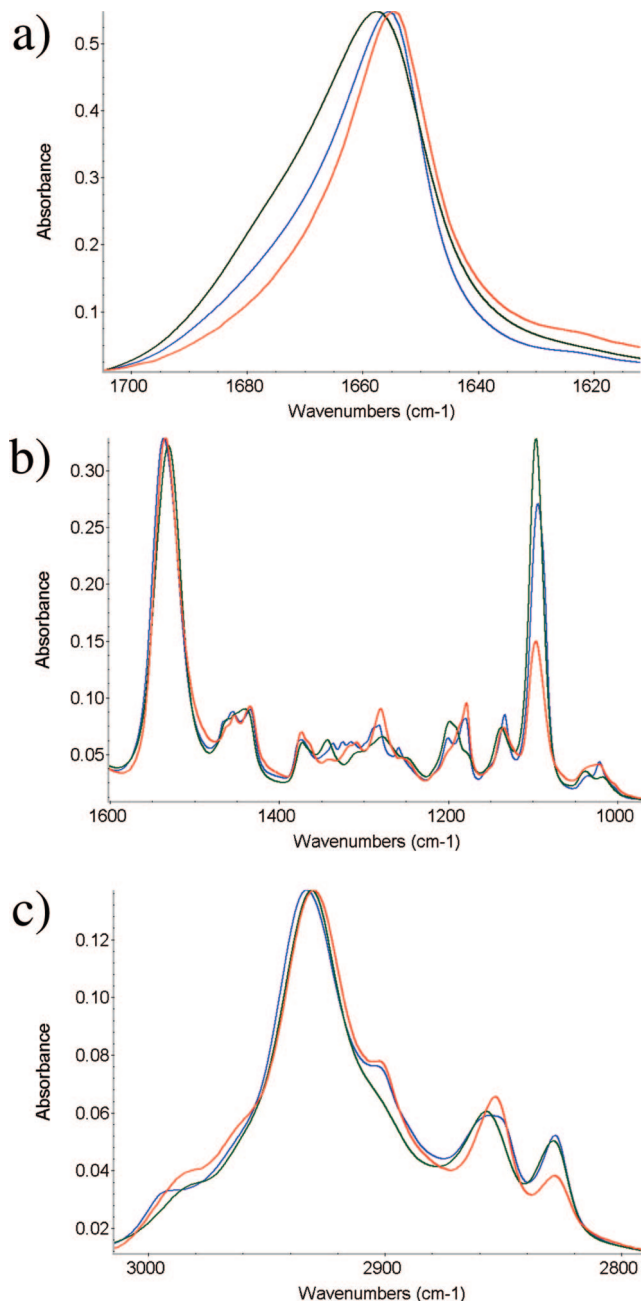 a)
0.5
0.4
0.3
0.2
0.1
Absorbance
1700 1680 1660 1640 1620
Wavenumbers (cm-1)
b)
0.30
0.25
0.20
0.15
0.10
0.05
Absorbance
1600 1400 1200 1000
Wavenumbers (cm-1)
c)
0.12
0.10
0.08
0.06
0.04
0.02
Absorbance
3000 2900 2800
Wavenumbers (cm-1)